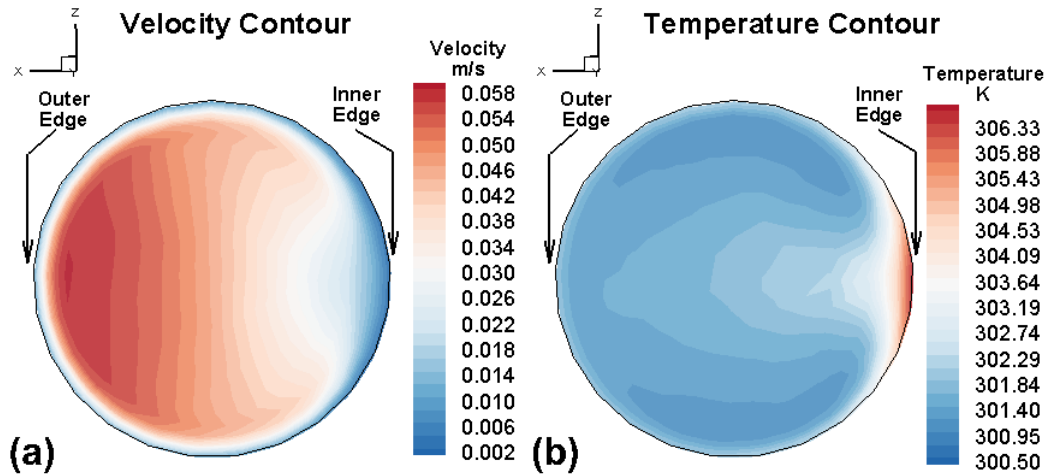 Velocity Contour
z
x
Y
Outer
Edge
Inner
Edge
Velocity
m/s
0.058
0.054
0.050
0.046
0.042
0.038
0.034
0.030
0.026
0.022
0.018
0.014
0.010
0.006
0.002
(a)
Temperature Contour
z
x
Y
Outer
Edge
Inner
Edge
Temperature
K
306.33
305.88
305.43
304.98
304.53
304.09
303.64
303.19
302.74
302.29
301.84
301.40
300.95
300.50
(b)